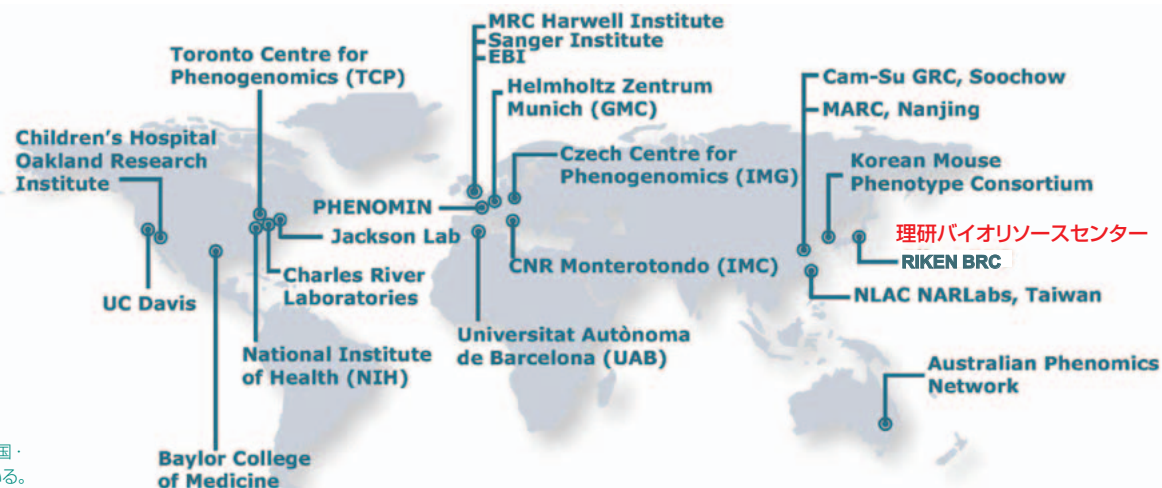 MRC Harwell Institute
Sanger Institute
EBI
Toronto Centre for
Phenogenomics (TCP)
Helmholtz Zentrum
Munich (GMC)
Cam-Su GRC, Soochow
MARC, Nanjing
Children's Hospital
Oakland Research
Institute
Czech Centre for
Phenogenomics (IMG)
Korean Mouse
Phenotype Consortium
PHENOMIN
Jackson Lab
理研バイオリソースセンター
RIKEN BRC
CNR Monterotondo (IMC)
Charles River
Laboratories
UC Davis
NLAC NARLabs, Taiwan
Universitat Autònoma
de Barcelona (UAB)
National Institute
of Health (NIH)
Australian Phenomics
Network
国・
いる。
Baylor College
of Medicine